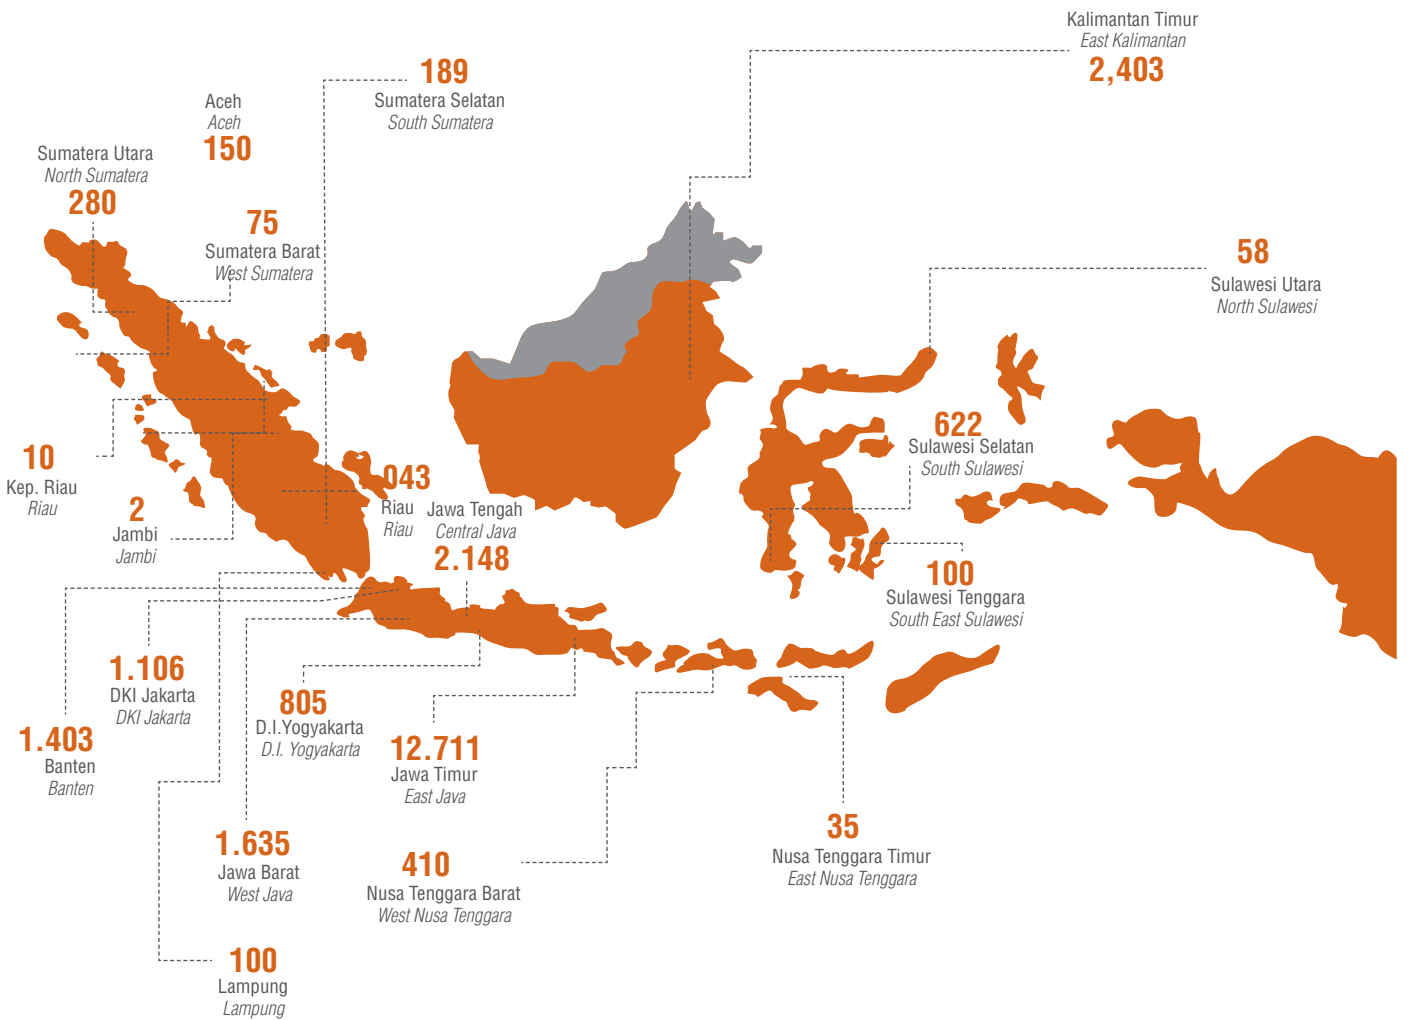 Kalimantan Timur
East Kalimantan
2,403
189
Sumatera Selatan
South Sumatera
Aceh
Aceh
150
Sumatera Utara
North Sumatera
280
75
Sumatera Barat
West Sumatera
58
Sulawesi Utara
North Sulawesi
622
Sulawesi Selatan
South Sulawesi
10
Kep. Riau
Riau
2
Jambi
Jambi
043
Riau
Riau
Jawa Tengah
Central Java
2.148
100
Sulawesi Tenggara
South East Sulawesi
1.106
DKI Jakarta
DKI Jakarta
1.403
Banten
Banten
805
D.I.Yogyakarta
D.I. Yogyakarta
12.711
Jawa Timur
East Java
1.635
Jawa Barat
West Java
410
Nusa Tenggara Barat
West Nusa Tenggara
35
Nusa Tenggara Timur
East Nusa Tenggara
100
Lampung
Lampung